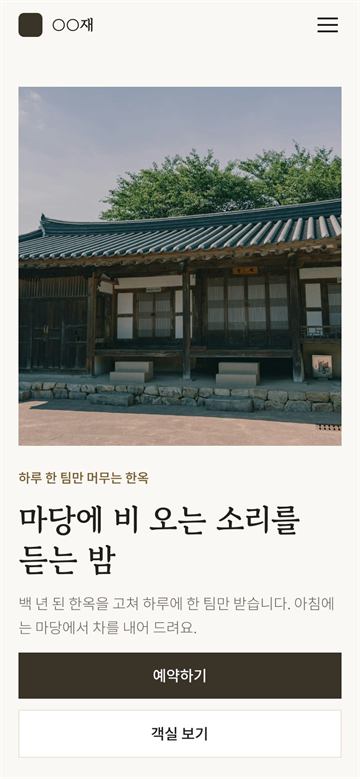 ○○재
하루 한 팀만 머무는 한옥
마당에 비 오는 소리를
듣는 밤
백 년 된 한옥을 고쳐 하루에 한 팀만 받습니다. 아침에
는 마당에서 차를 내어 드려요.
예약하기
객실 보기